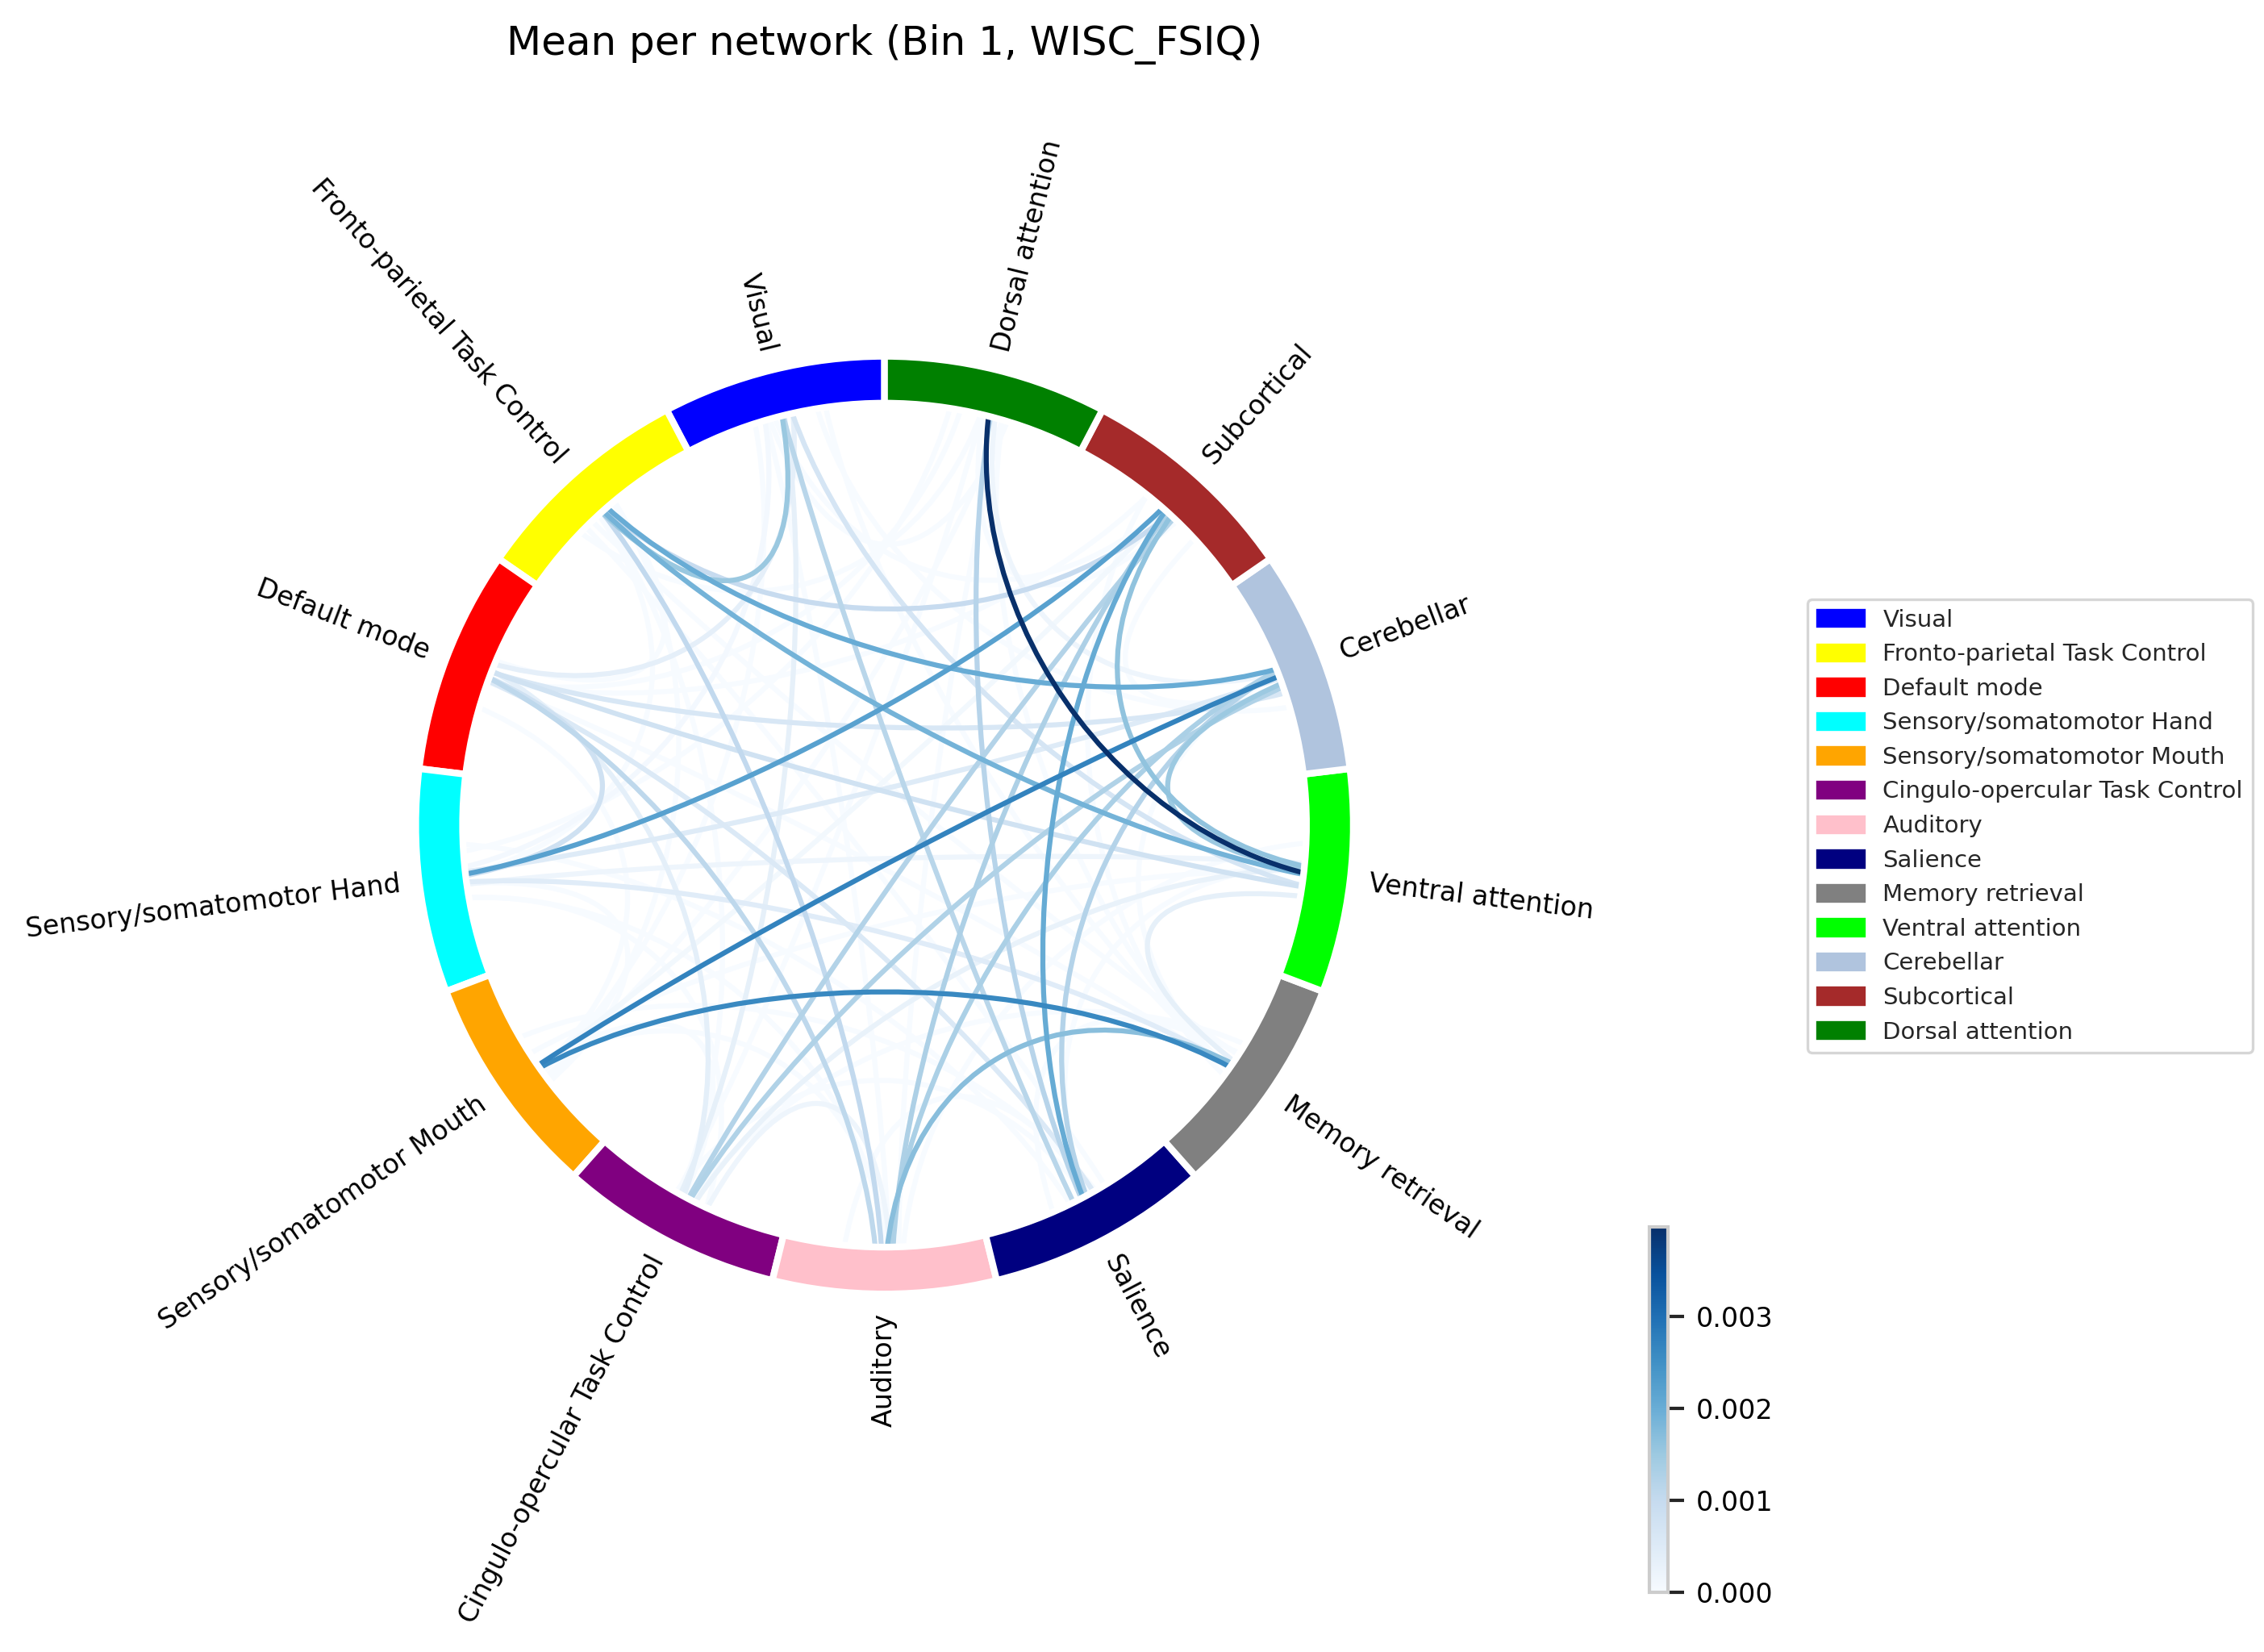 Mean per network (Bin 1, WISC_FSIQ)
Dorsal attention
Visual
Fronto-parietal Task Control
Subcortical
Default mode
Cerebellar
Sensory/somatomotor Hand
Ventral attention
Sensory/somatomotor Mouth
Memory retrieval
Cingulo-opercular Task Control
Auditory
Salience
Visual
Fronto-parietal Task Control
Default mode
Sensory/somatomotor Hand
Sensory/somatomotor Mouth
Cingulo-opercular Task Control
Auditory
Salience
Memory retrieval
Ventral attention
Cerebellar
Subcortical
Dorsal attention
0.003
0.002
0.001
0.000